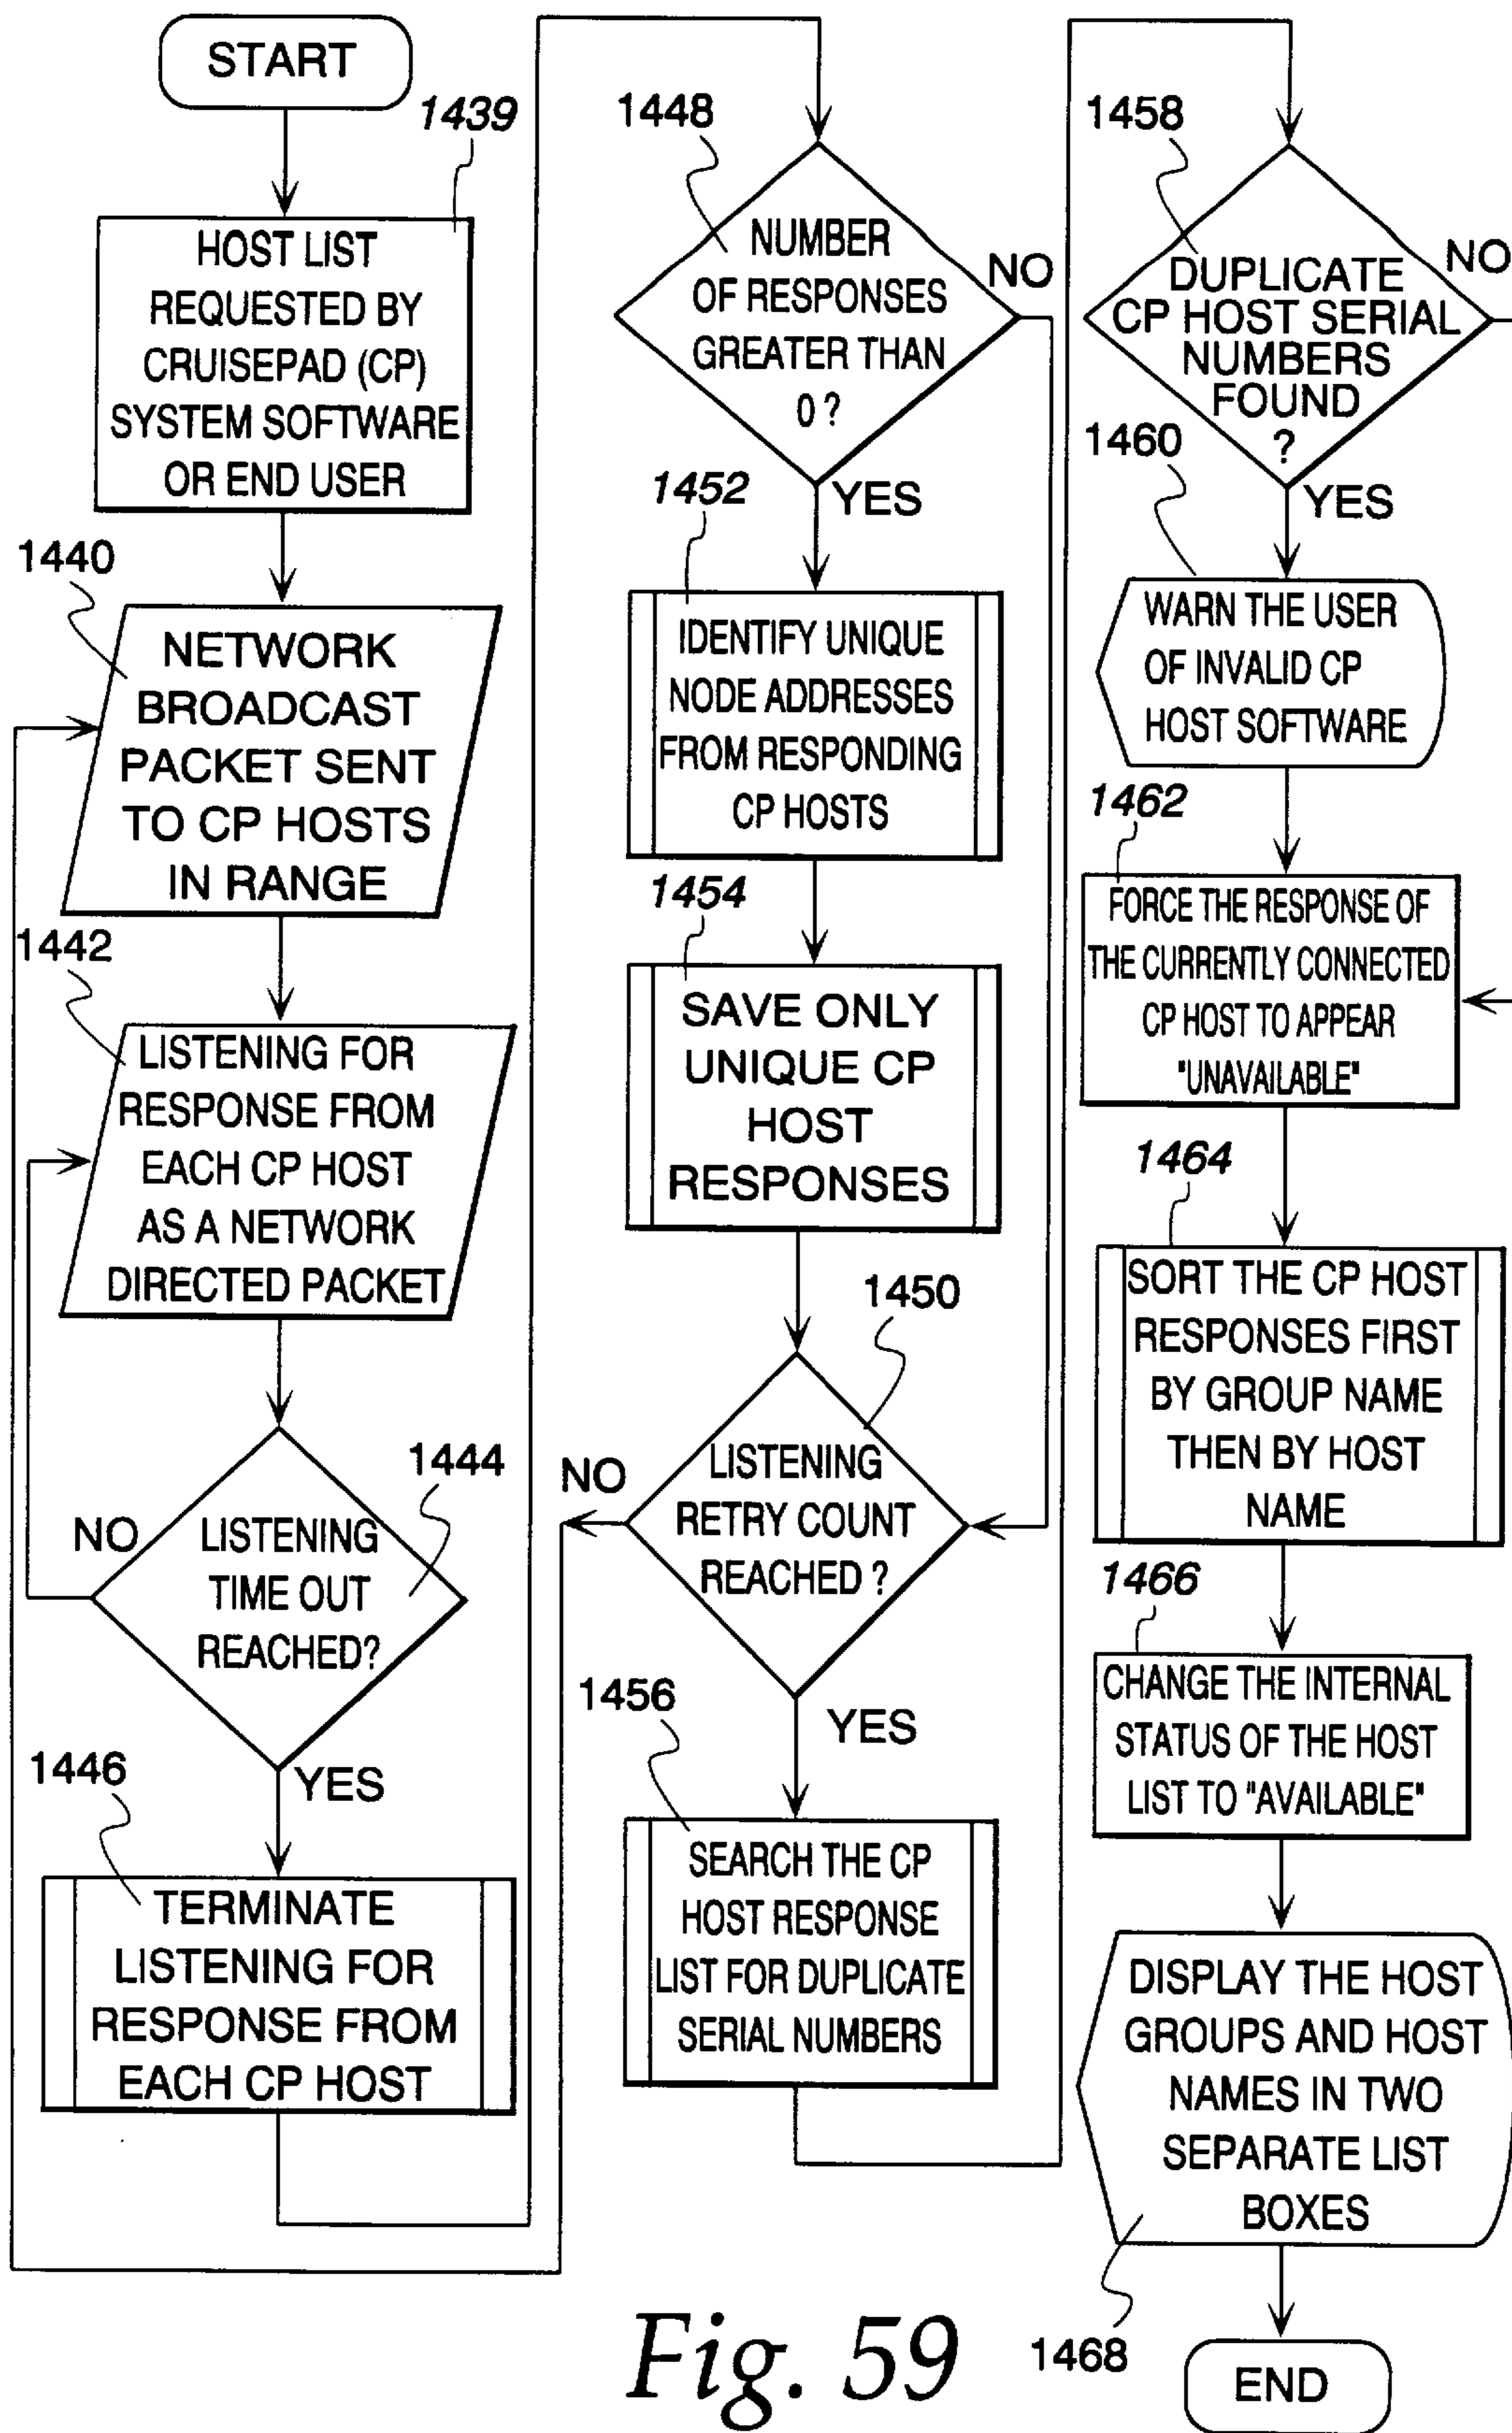 START
1439
HOST LIST
REQUESTED BY
CRUISEPAD (CP)
SYSTEM SOFTWARE
OR END USER
1440
NETWORK
BROADCAST
PACKET SENT
TO CP HOSTS
IN RANGE
1442
LISTENING FOR
RESPONSE FROM
EACH CP HOST
AS A NETWORK
DIRECTED PACKET
1444
NO
LISTENING
TIME OUT
REACHED?
YES
1446
TERMINATE
LISTENING FOR
RESPONSE FROM
EACH CP HOST
1448
NUMBER
OF RESPONSES
GREATER THAN
0 ?
NO
YES
1452
IDENTIFY UNIQUE
NODE ADDRESSES
FROM RESPONDING
CP HOSTS
1454
SAVE ONLY
UNIQUE CP
HOST
RESPONSES
1450
NO
LISTENING
RETRY COUNT
REACHED ?
YES
1456
SEARCH THE CP
HOST RESPONSE
LIST FOR DUPLICATE
SERIAL NUMBERS
1458
NO
DUPLICATE
CP HOST SERIAL
NUMBERS
FOUND
?
YES
1460
WARN THE USER
OF INVALID CP
HOST SOFTWARE
1462
FORCE THE RESPONSE OF
THE CURRENTLY CONNECTED
CP HOST TO APPEAR
"UNAVAILABLE"
1464
SORT THE CP HOST
RESPONSES FIRST
BY GROUP NAME
THEN BY HOST
NAME
1466
CHANGE THE INTERNAL
STATUS OF THE HOST
LIST TO "AVAILABLE"
DISPLAY THE HOST
GROUPS AND HOST
NAMES IN TWO
SEPARATE LIST
BOXES
1468
END
Fig. 59